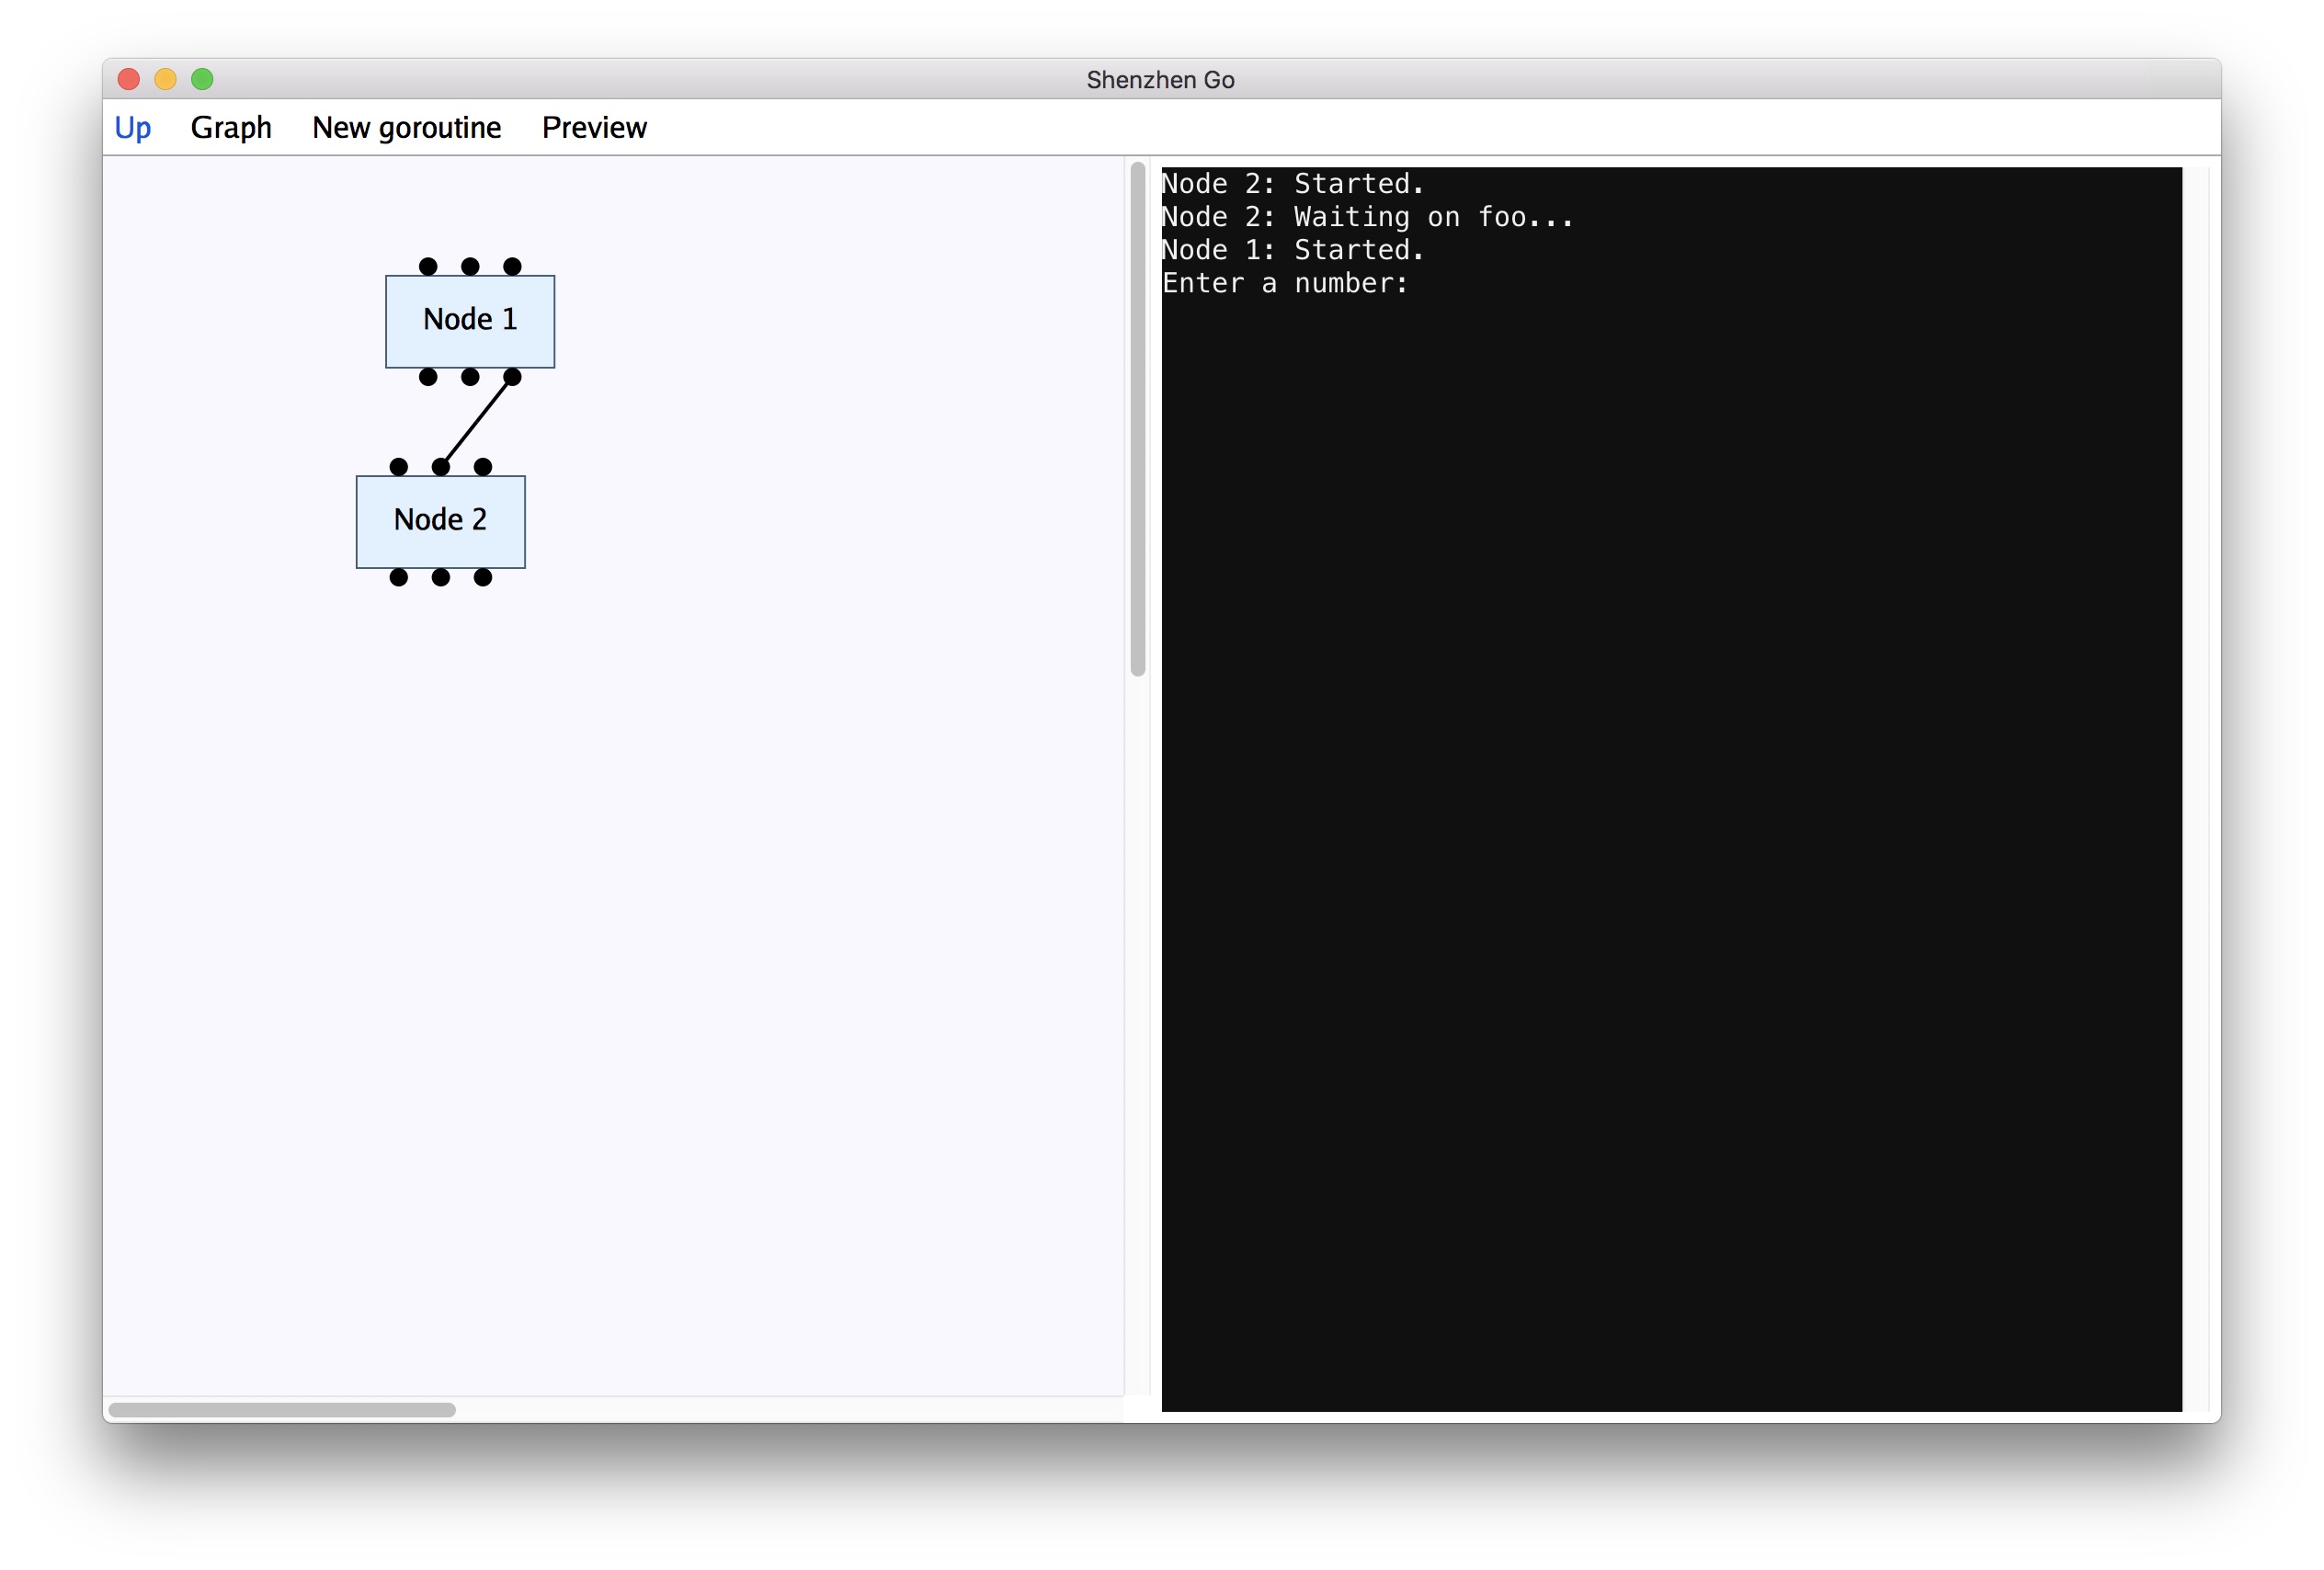 Shenzhen Go
Up Graph New goroutine Preview
Node 1
Node 2
Node 2: Started.
Node 2: Waiting on foo...
Node 1: Started.
Enter a number: